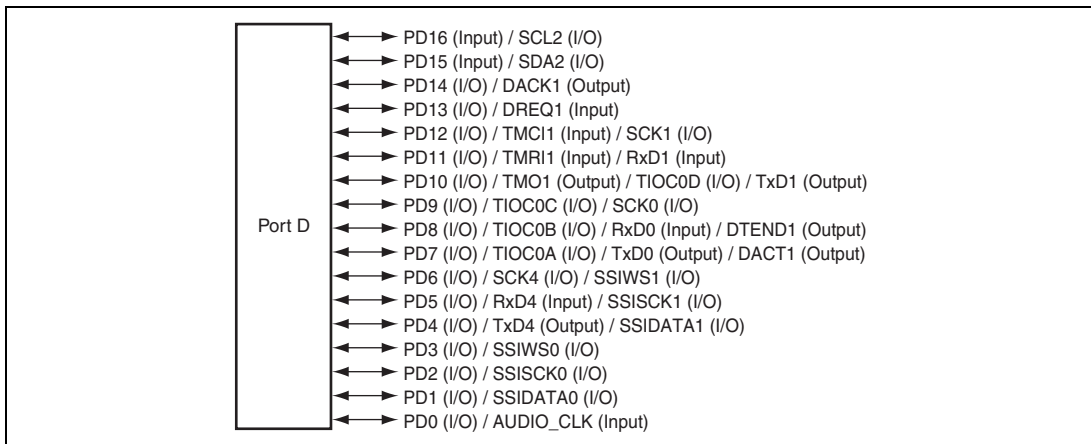 PD16 (Input) / SCL2 (I/O)
PD15 (Input) / SDA2 (I/O)
PD14 (I/O) / DACK1 (Output)
PD13 (I/O) / DREQ1 (Input)
PD12 (I/O) / TMCI1 (Input) / SCK1 (I/O)
PD11 (I/O) / TMRI1 (Input) / RxD1 (Input)
PD10 (I/O) / TMO1 (Output) / TIOC0D (I/O) / TxD1 (Output)
PD9 (I/O) / TIOC0C (I/O) / SCK0 (I/O)
Port D
PD8 (I/O) / TIOC0B (I/O) / RxD0 (Input) / DTEND1 (Output)
PD7 (I/O) / TIOC0A (I/O) / TxD0 (Output) / DACT1 (Output)
PD6 (I/O) / SCK4 (I/O) / SSIWS1 (I/O)
PD5 (I/O) / RxD4 (Input) / SSISCK1 (I/O)
PD4 (I/O) / TxD4 (Output) / SSIDATA1 (I/O)
PD3 (I/O) / SSIWS0 (I/O)
PD2 (I/O) / SSISCK0 (I/O)
PD1 (I/O) / SSIDATA0 (I/O)
PD0 (I/O) / AUDIO_CLK (Input)